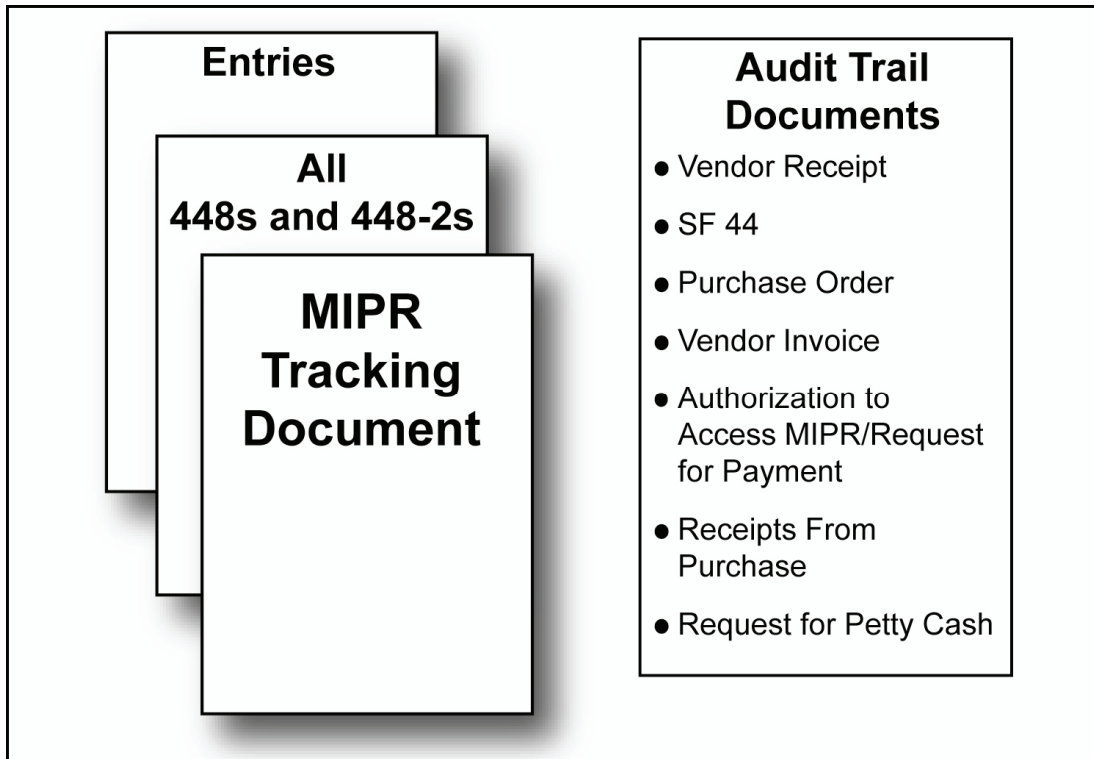 Entries
All
448s and 448-2s
MIPR
Tracking
Document
Audit Trail
Documents
● Vendor Receipt
● SF 44
● Purchase Order
● Vendor Invoice
● Authorization to
Access MIPR/Request
for Payment
● Receipts From
Purchase
● Request for Petty Cash